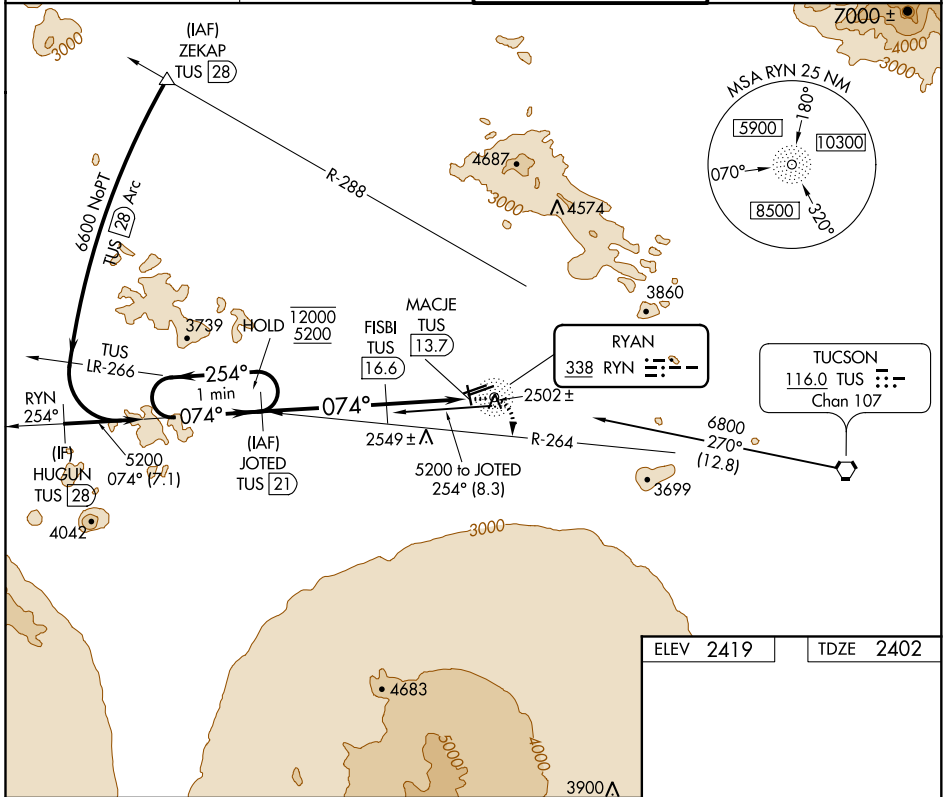 3000
(IAF)
ZEKAP
TUS 28
7000 ±
4000
3000
MSA RYN 25 NM
180°
5900
10300
070°
8500
320°
4687
3000
4574
R-288
6600 NoPT
TUS 28 Arc
3860
3739
HOLD
12000
5200
MACJE
TUS
13.7
FISBI
TUS
16.6
RYAN
338 RYN
TUCSON
116.0 TUS
Chan 107
TUS
LR-266
254°
1 min
074°
074°
2502 ±
RYN
254°
(IF)
HUGUN
TUS 28
5200
074° (7.1)
(IAF)
JOTED
TUS 21
2549 ±
R-264
5200 to JOTED
254° (8.3)
6800
270°
(12.8)
3699
4042
3000
ELEV 2419
TDZE 2402
4683
5000
4000
3900